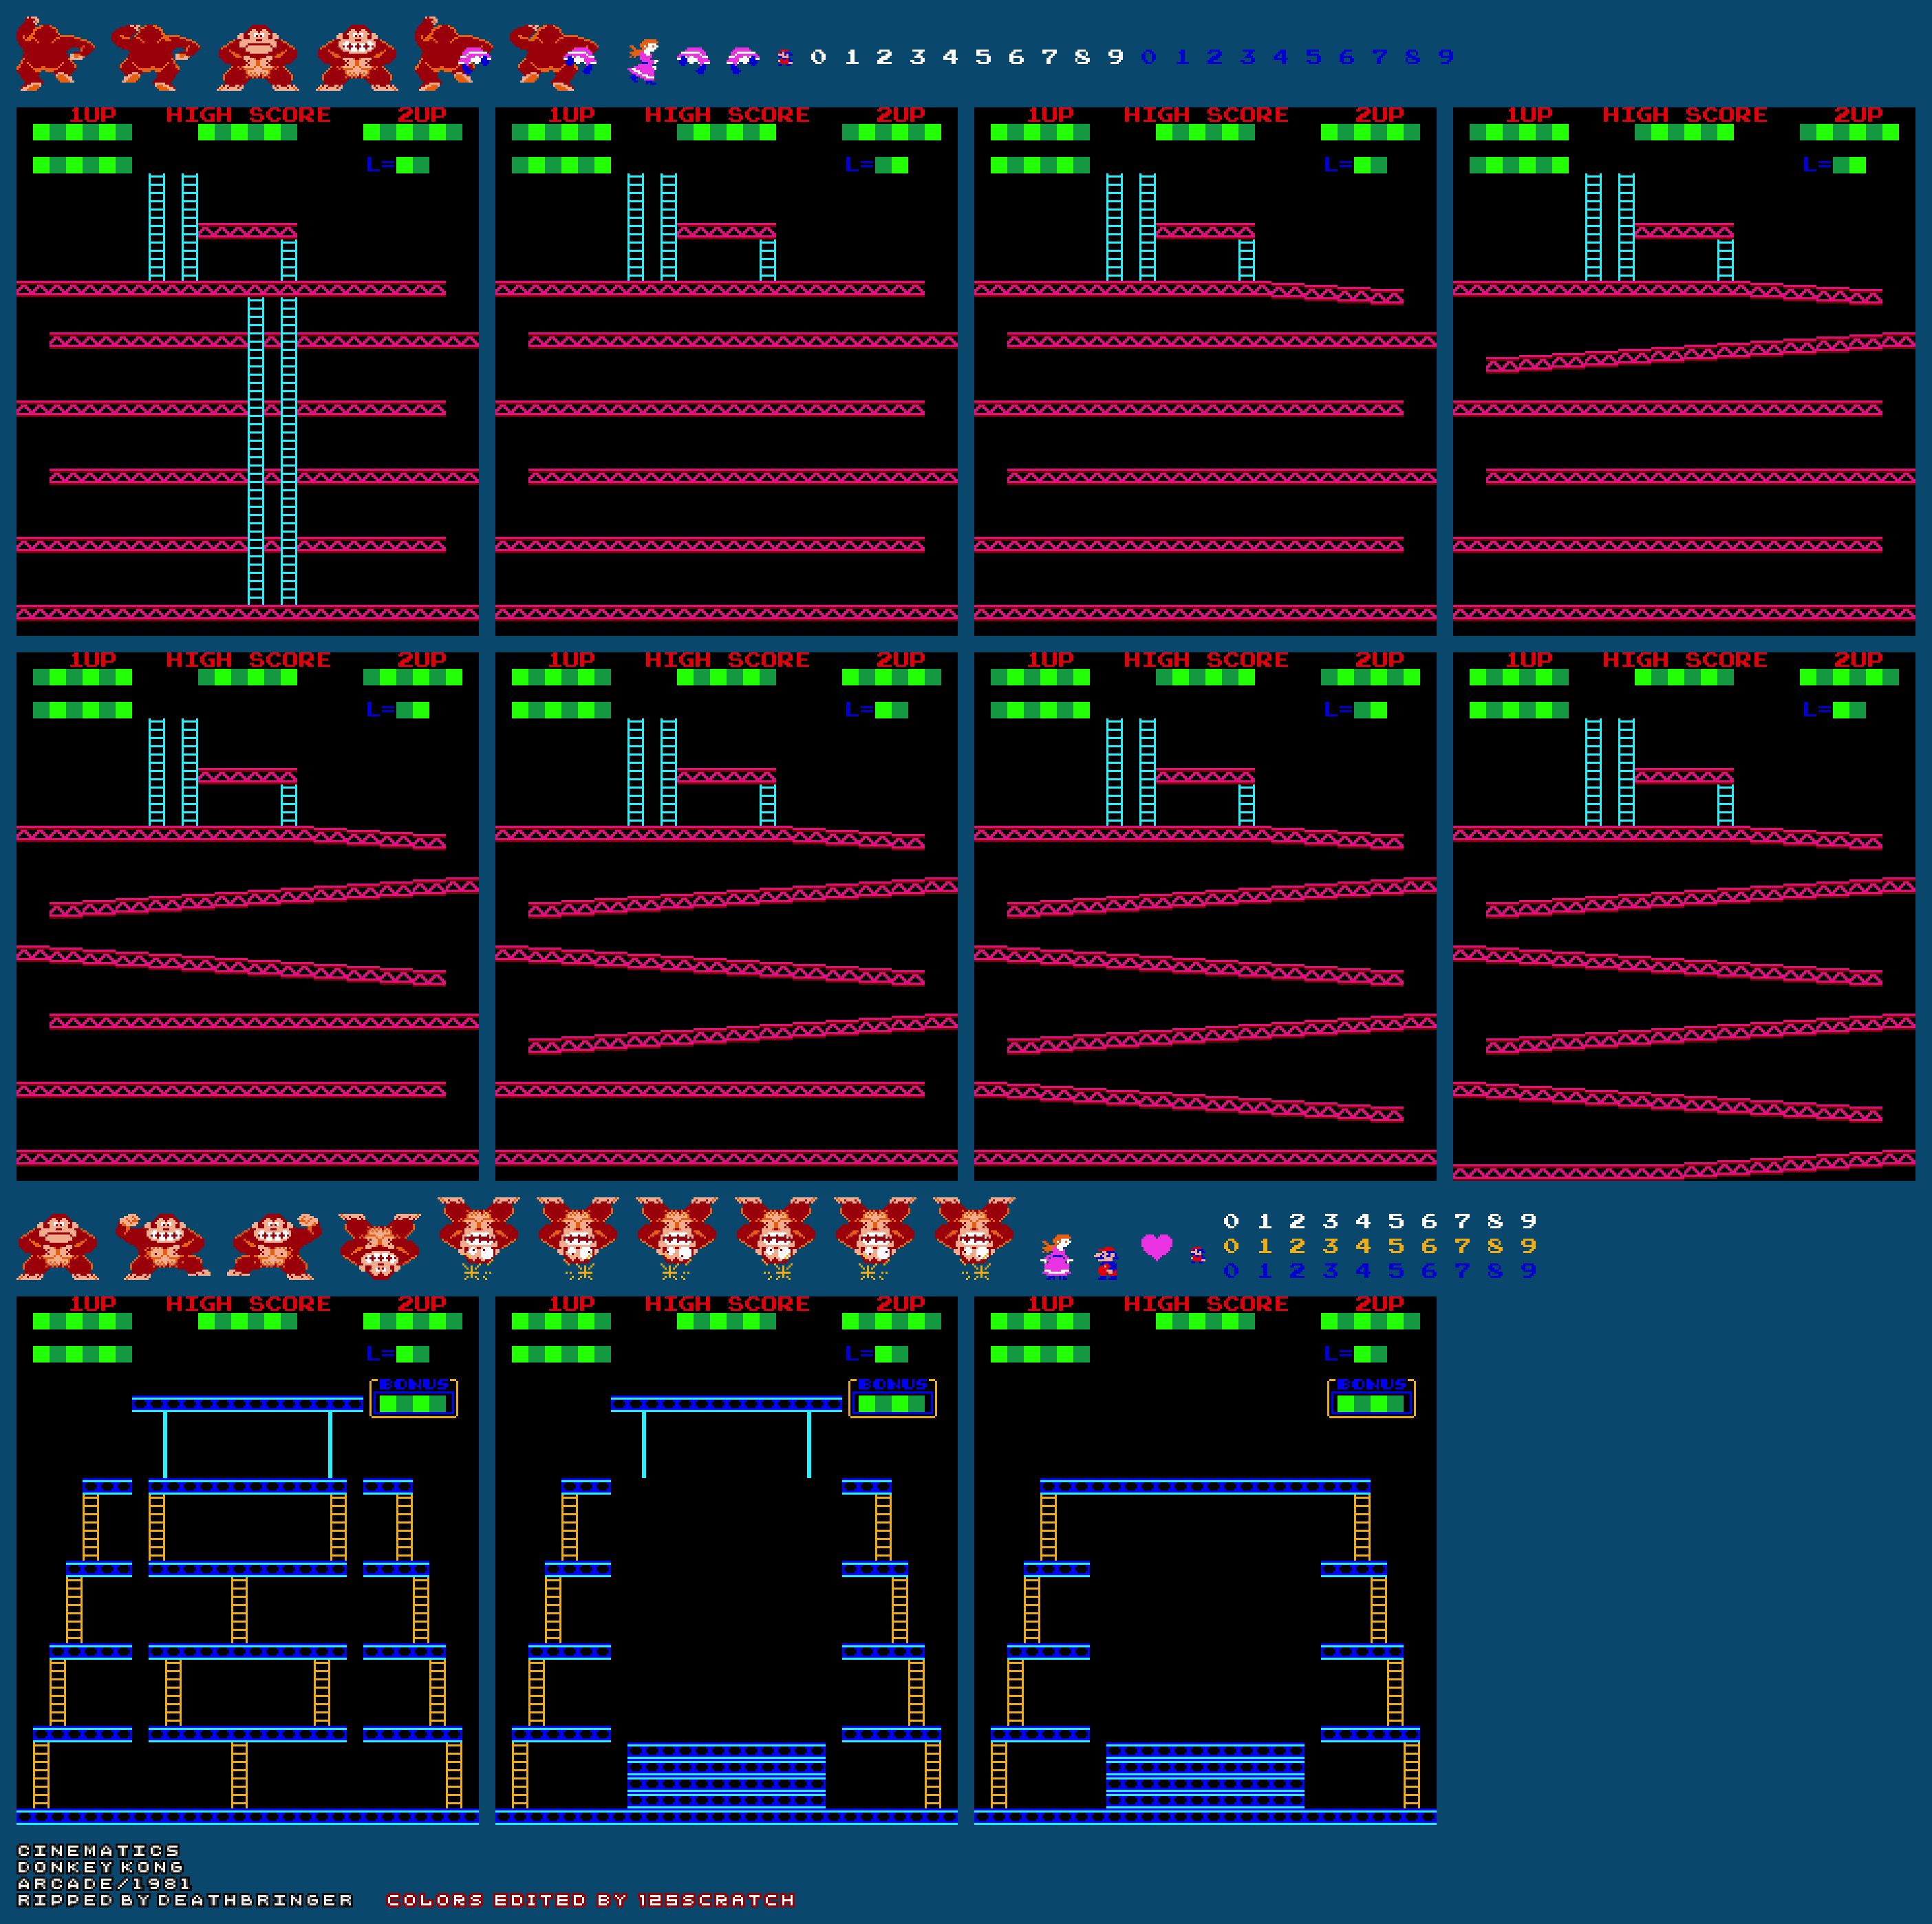 0 1 2 3 4 5 6 7 8 9 0 1 2 3 4 5 6 7 8 9
1UP HIGH SCORE 2UP
L=
1UP HIGH SCORE 2UP
L=
1UP HIGH SCORE 2UP
L=
1UP HIGH SCORE 2UP
L=
1UP HIGH SCORE 2UP
L=
1UP HIGH SCORE 2UP
L=
1UP HIGH SCORE 2UP
L=
1UP HIGH SCORE 2UP
L=
0 1 2 3 4 5 6 7 8 9
0 1 2 3 4 5 6 7 8 9
0 1 2 3 4 5 6 7 8 9
1UP HIGH SCORE 2UP
L=
BONUS
1UP HIGH SCORE 2UP
L=
BONUS
1UP HIGH SCORE 2UP
L=
BONUS
CINEMATICS
DONKEY KONG
ARCADE/1981
RIPPED BY DEATHBRINGER COLORS EDITED BY 125SCRATCH